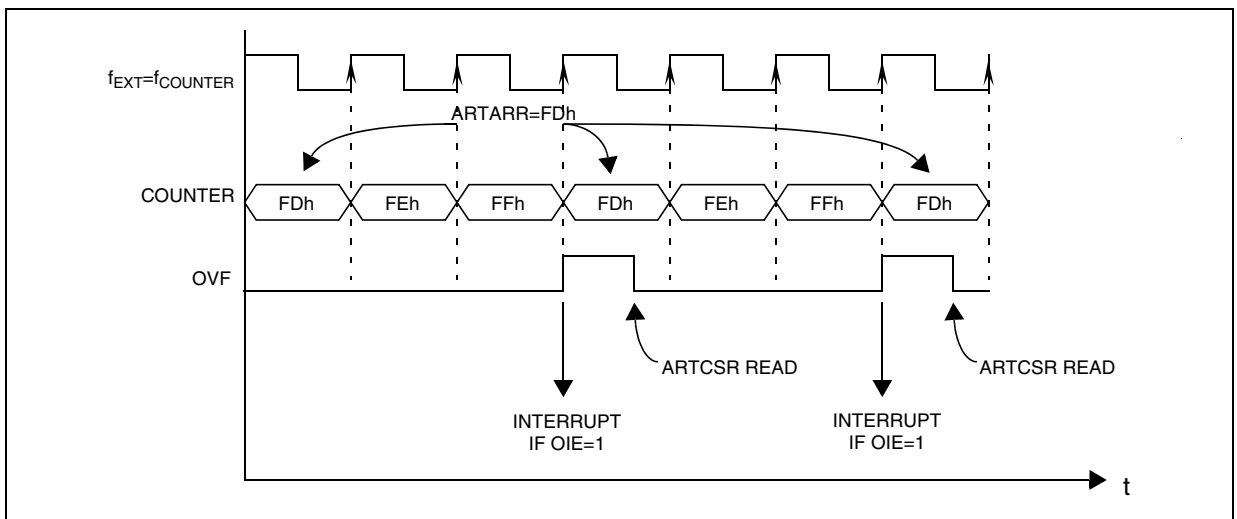 fEXT=fCOUNTER
ARTARR=FDh
COUNTER
FDh FEh FFh FDh FEh FFh FDh
OVF
ARTCSR READ ARTCSR READ
INTERRUPT INTERRUPT
IF OIE=1 IF OIE=1
t